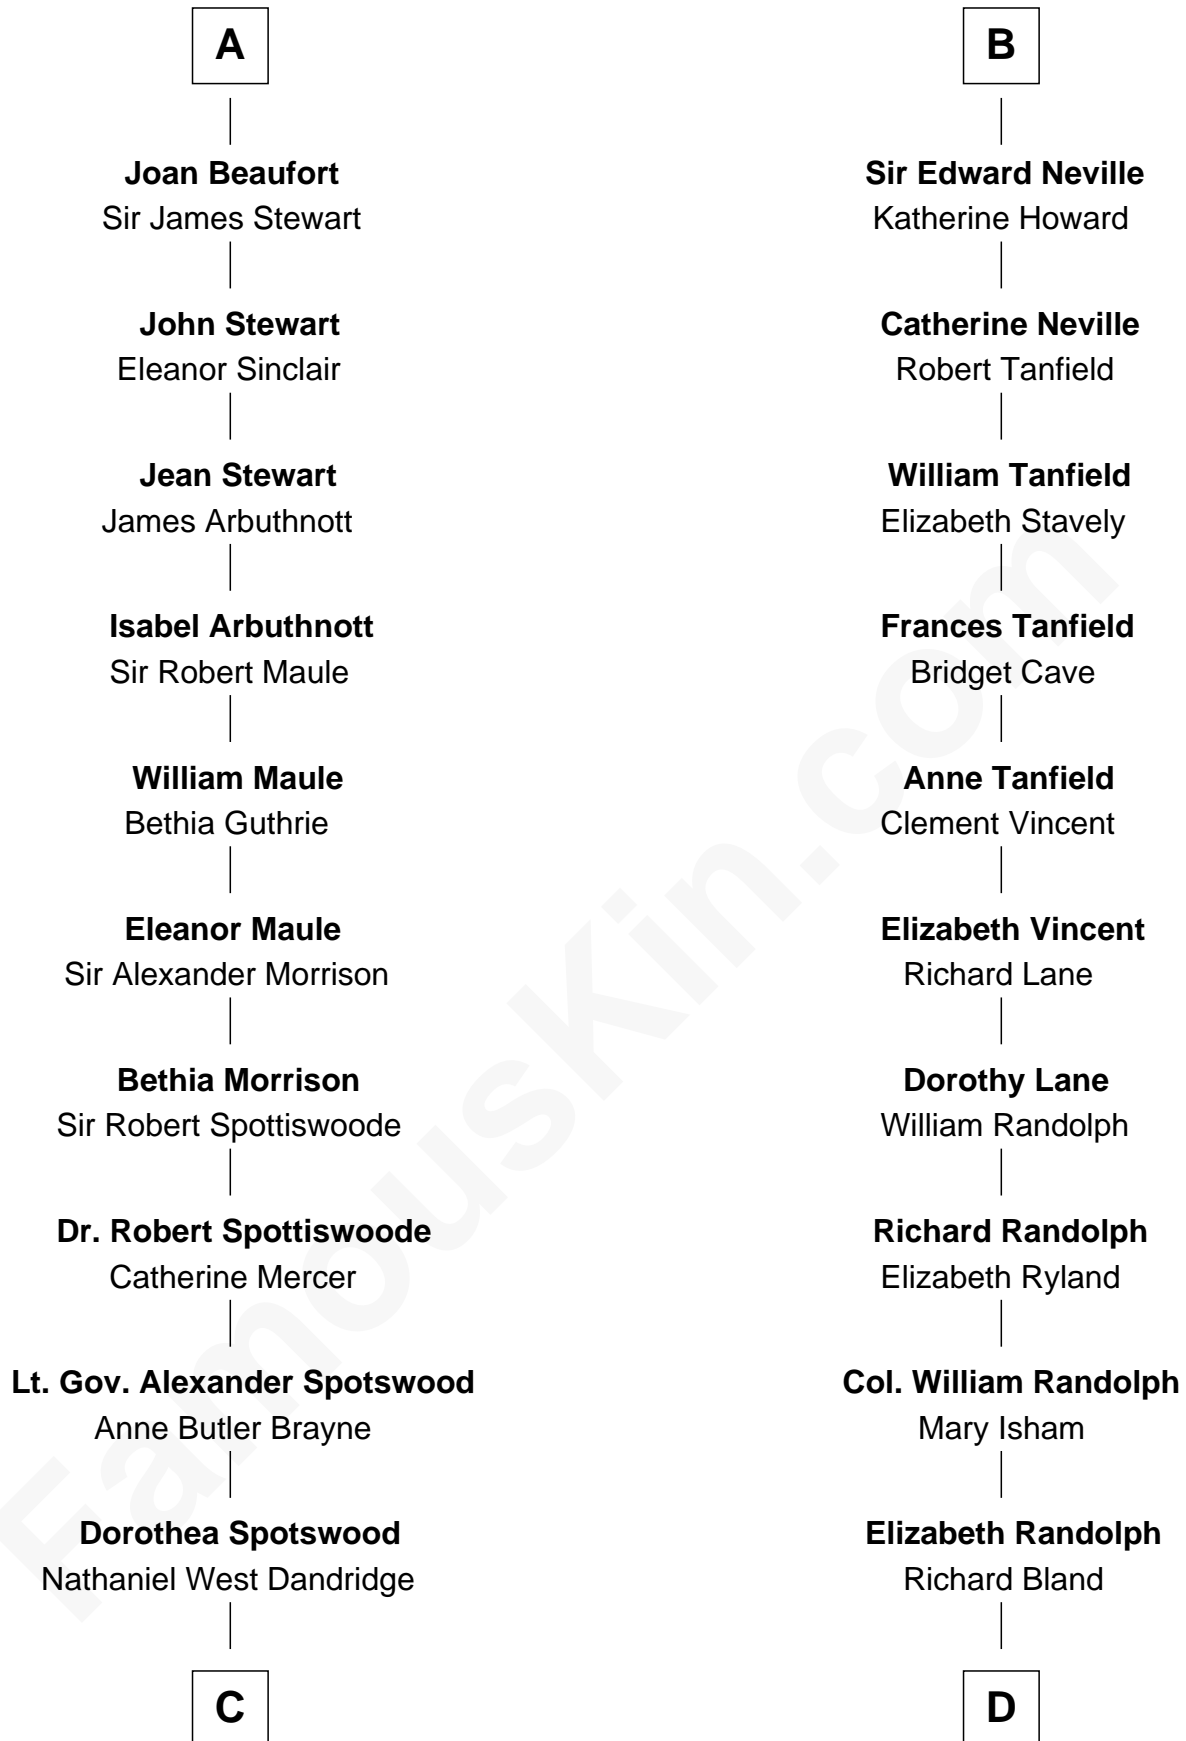 A
Joan Beaufort
Sir James Stewart
John Stewart
Eleanor Sinclair
Jean Stewart
James Arbuthnott
Isabel Arbuthnott
Sir Robert Maule
William Maule
Bethia Guthrie
Eleanor Maule
Sir Alexander Morrison
Bethia Morrison
Sir Robert Spottiswoode
Dr. Robert Spottiswoode
Catherine Mercer
Lt. Gov. Alexander Spotswood
Anne Butler Brayne
Dorothea Spotswood
Nathaniel West Dandridge
C
B
Sir Edward Neville
Katherine Howard
Catherine Neville
Robert Tanfield
William Tanfield
Elizabeth Stavely
Frances Tanfield
Bridget Cave
Anne Tanfield
Clement Vincent
Elizabeth Vincent
Richard Lane
Dorothy Lane
William Randolph
Richard Randolph
Elizabeth Ryland
Col. William Randolph
Mary Isham
Elizabeth Randolph
Richard Bland
D
FamousKin.com